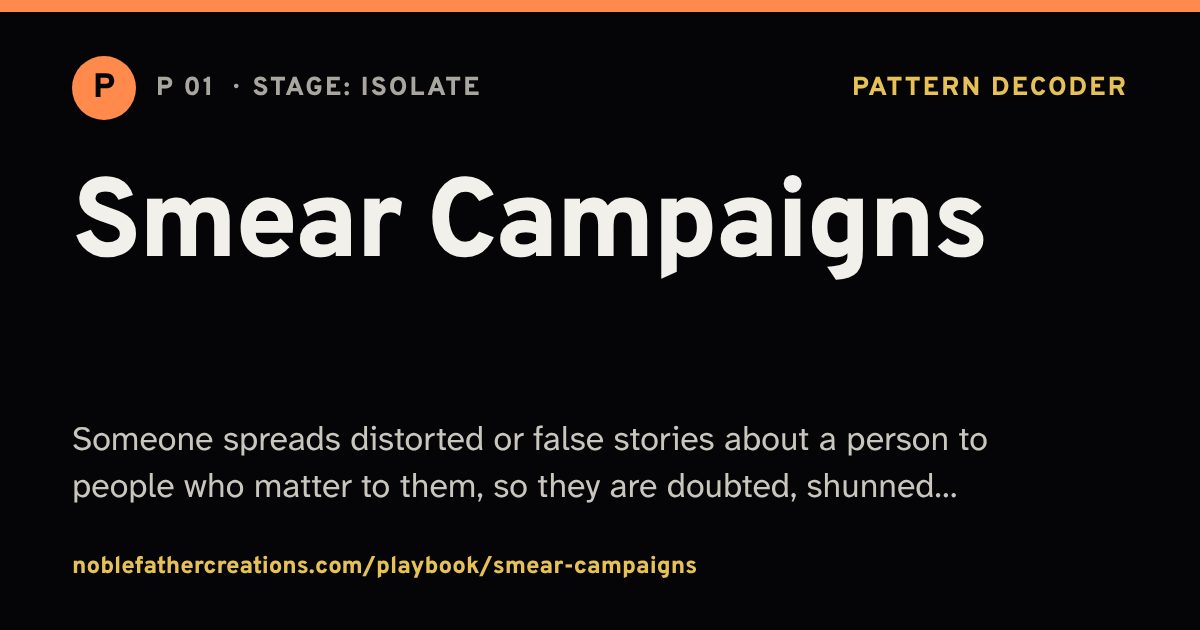 P
P 01 · STAGE: ISOLATE
PATTERN DECODER
Smear Campaigns
Someone spreads distorted or false stories about a person to
people who matter to them, so they are doubted, shunned...
noblefathercreations.com/playbook/smear-campaigns